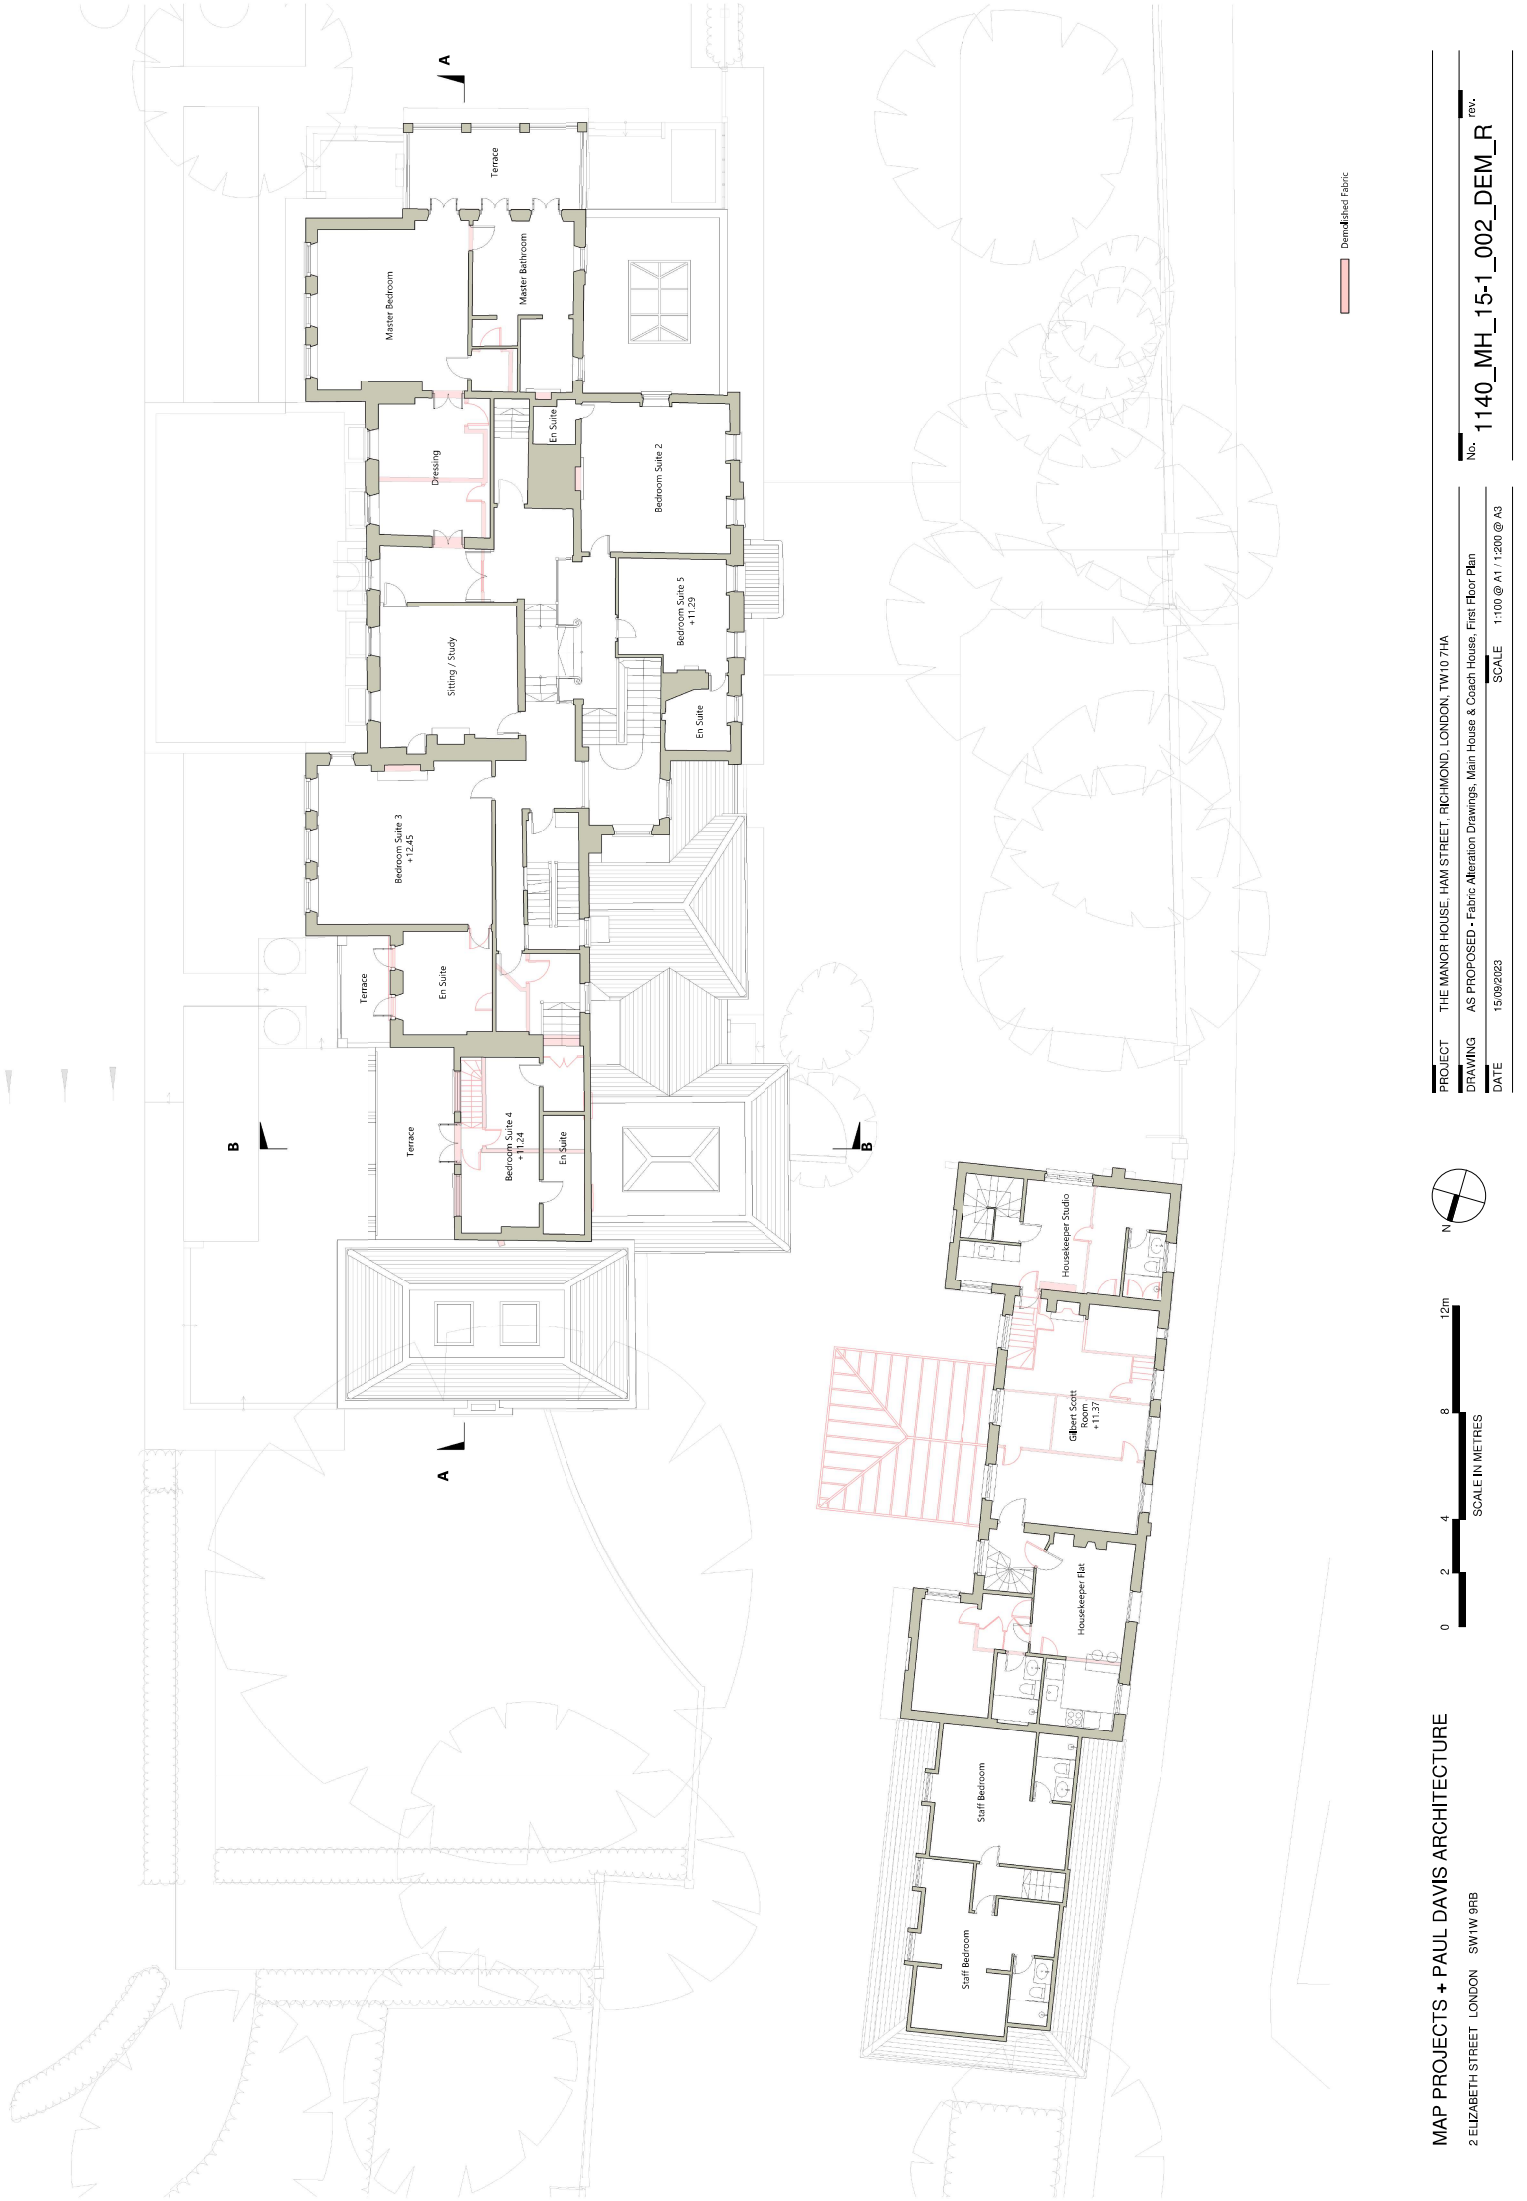 A
Terrace
Master Bedroom
Master Bathroom
Dressing
En Suite
Bedroom Suite 2
Bedroom Suite 5
+11.29
Sitting / Study
En Suite
Bedroom Suite 3
+12.45
Terrace
En Suite
Terrace
Bedroom Suite 4
+11.24
En Suite
B
B
A
Housekeeper Studio
Gilbert Scott
Room
+11.37
Housekeeper Flat
Staff Bedroom
Staff Bedroom
Demolished Fabric
MAP PROJECTS + PAUL DAVIS ARCHITECTURE
2 ELIZABETH STREET LONDON SW1W 9RB
0 2 4 8 12m
SCALE IN METRES
N
PROJECT THE MANOR HOUSE, HAM STREET, RICHMOND, LONDON, TW10 7HA
DRAWING AS PROPOSED - Fabric Alteration Drawings, Main House & Coach House, First Floor Plan
DATE 15/09/2023
SCALE 1:100 @ A1 / 1:200 @ A3
No. 1140_MH_15-1_002_DEM_R rev.